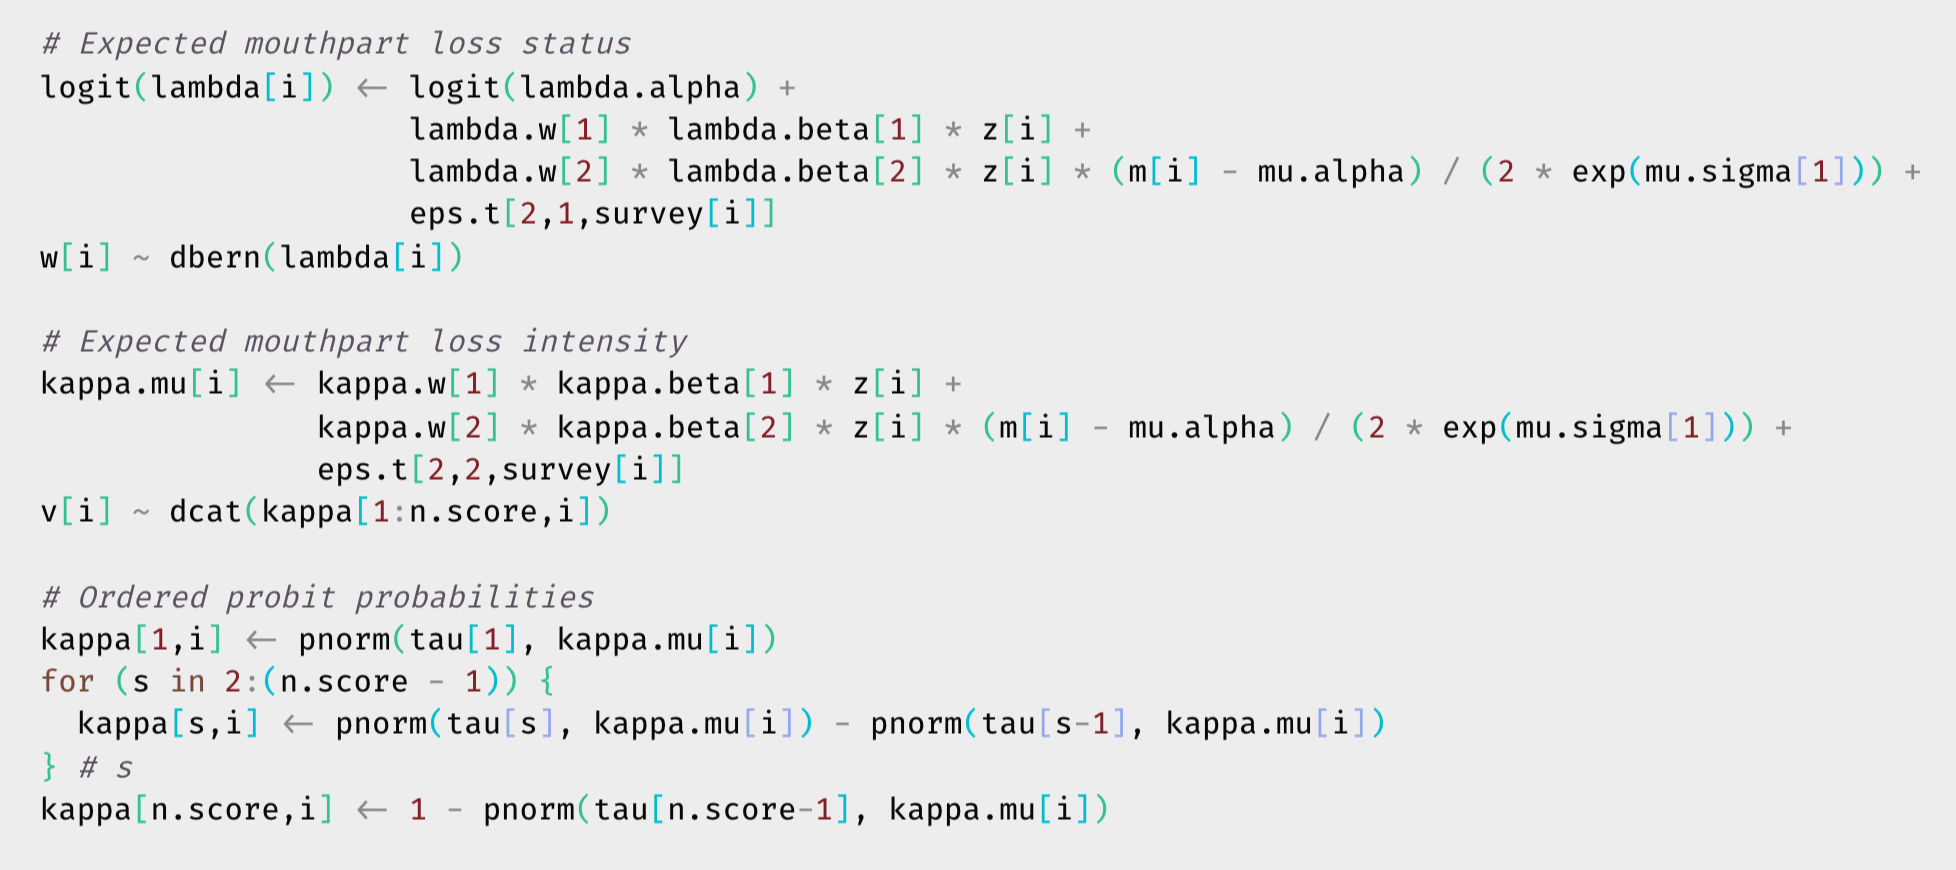 # Expected mouthpart loss status
logit(lambda[i]) <- logit(lambda.alpha) +
lambda.w[1] * lambda.beta[1] * z[i] +
lambda.w[2] * lambda.beta[2] * z[i] * (m[i] - mu.alpha) / (2 * exp(mu.sigma[1])) +
eps.t[2,1,survey[i]]
w[i] ~ dbern(lambda[i])
# Expected mouthpart loss intensity
kappa.mu[i] <- kappa.w[1] * kappa.beta[1] * z[i] +
kappa.w[2] * kappa.beta[2] * z[i] * (m[i] - mu.alpha) / (2 * exp(mu.sigma[1])) +
eps.t[2,2,survey[i]]
v[i] ~ dcat(kappa[1:n.score,i])
# Ordered probit probabilities
kappa[1,i] <- pnorm(tau[1], kappa.mu[i])
for (s in 2:(n.score - 1)) {
kappa[s,i] <- pnorm(tau[s], kappa.mu[i]) - pnorm(tau[s-1], kappa.mu[i])
} # s
kappa[n.score,i] <- 1 - pnorm(tau[n.score-1], kappa.mu[i])